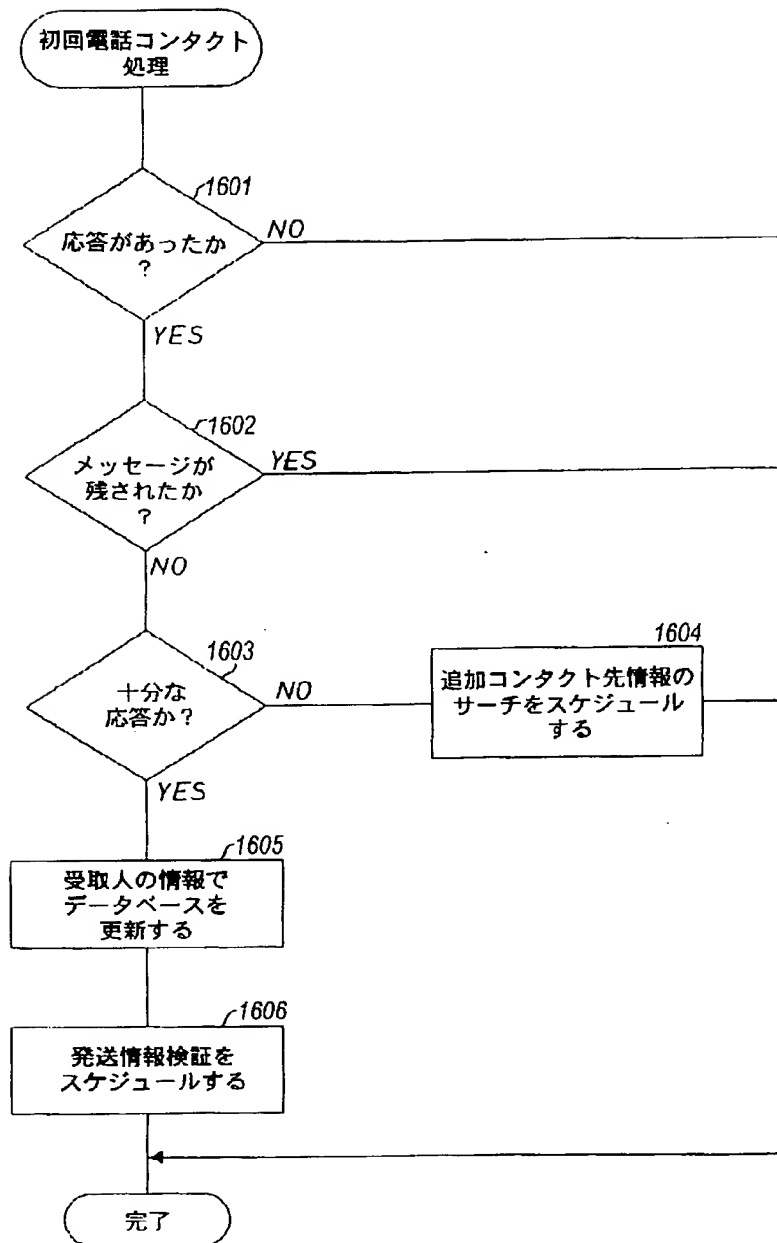 初回電話コンタクト
処理
1601
応答があったか
?
NO
YES
1602
メッセージが
残されたか
?
YES
NO
1603
十分な
応答か?
NO
YES
1604
追加コンタクト先情報の
サーチをスケジュール
する
1605
受取人の情報で
データベースを
更新する
1606
発送情報検証を
スケジュールする
完了